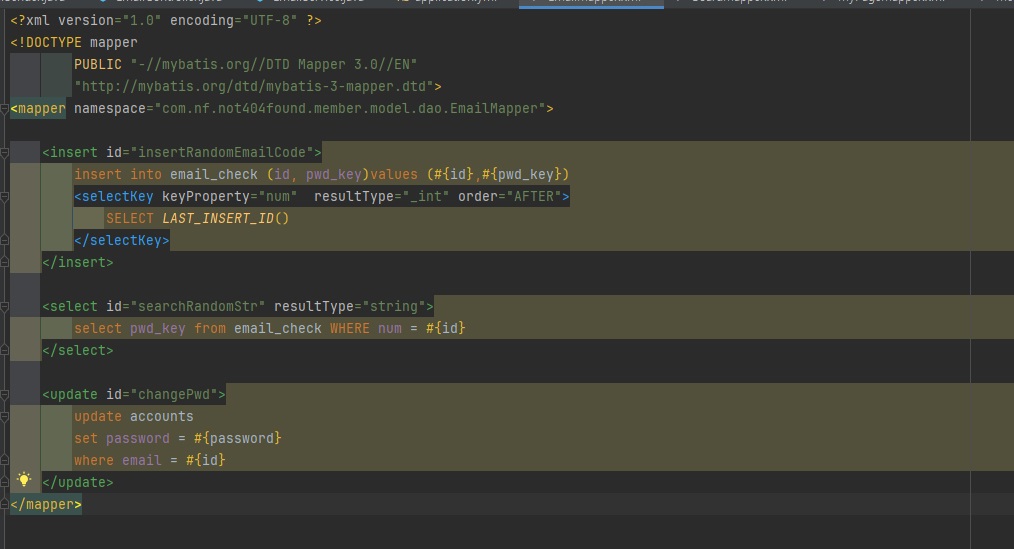 <?xml version="1.0" encoding="UTF-8" ?>
<!DOCTYPE mapper
        PUBLIC "-//mybatis.org//DTD Mapper 3.0//EN"
        "http://mybatis.org/dtd/mybatis-3-mapper.dtd">
<mapper namespace="com.nf.not404found.member.model.dao.EmailMapper">
    <insert id="insertRandomEmailCode">
        insert into email_check (id, pwd_key)values (#{id},#{pwd_key})
        <selectKey keyProperty="num"  resultType="_int" order="AFTER">
            SELECT LAST_INSERT_ID()
        </selectKey>
    </insert>
    <select id="searchRandomStr" resultType="string">
        select pwd_key from email_check WHERE num = #{id}
    </select>
    <update id="changePwd">
        update accounts
        set password = #{password}
        where email = #{id}
    </update>
</mapper>